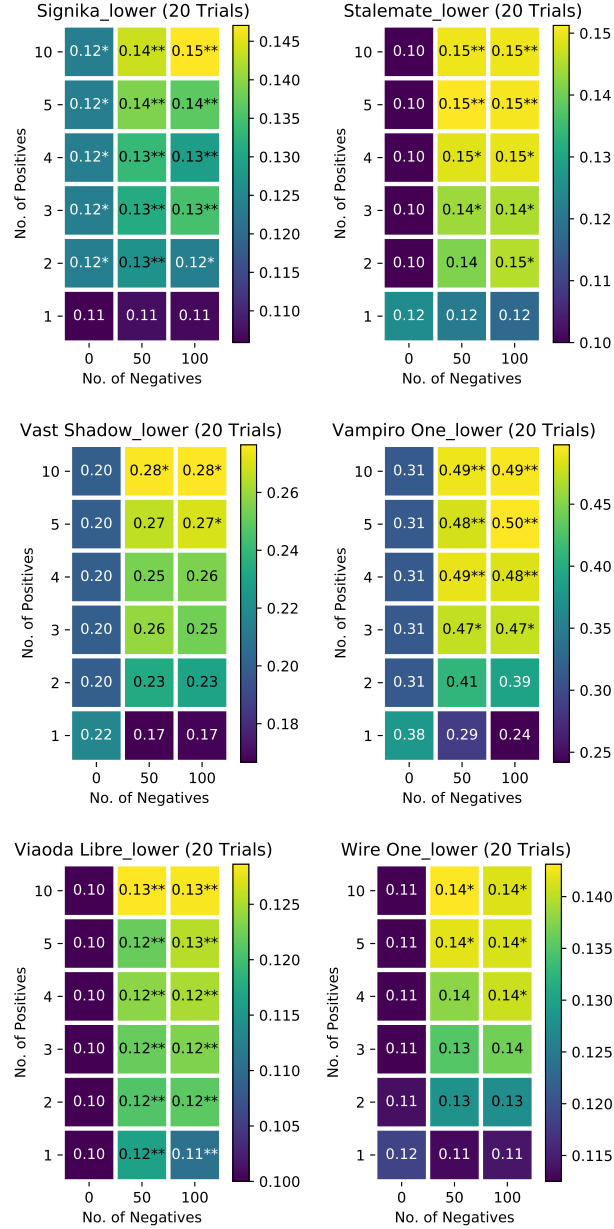 Signika_lower (20 Trials)
No. of Positives
10 0.12* 0.14** 0.15**
5 0.12* 0.14** 0.14**
4 0.12* 0.13** 0.13**
3 0.12* 0.13** 0.13**
2 0.12* 0.13** 0.12*
1 0.11 0.11 0.11
0 50 100
No. of Negatives
0.145
0.140
0.135
0.130
0.125
0.120
0.115
0.110
Stalemate_lower (20 Trials)
No. of Positives
10 0.10 0.15** 0.15**
5 0.10 0.15** 0.15**
4 0.10 0.15* 0.15*
3 0.10 0.14* 0.14*
2 0.10 0.14 0.15*
1 0.12 0.12 0.12
0 50 100
No. of Negatives
0.15
0.14
0.13
0.12
0.11
0.10
Vast Shadow_lower (20 Trials)
No. of Positives
10 0.20 0.28* 0.28*
5 0.20 0.27 0.27*
4 0.20 0.25 0.26
3 0.20 0.26 0.25
2 0.20 0.23 0.23
1 0.22 0.17 0.17
0 50 100
No. of Negatives
0.26
0.24
0.22
0.20
0.18
Vampiro One_lower (20 Trials)
No. of Positives
10 0.31 0.49** 0.49**
5 0.31 0.48** 0.50**
4 0.31 0.49** 0.48**
3 0.31 0.47* 0.47*
2 0.31 0.41 0.39
1 0.38 0.29 0.24
0 50 100
No. of Negatives
0.45
0.40
0.35
0.30
0.25
Viaoda Libre_lower (20 Trials)
No. of Positives
10 0.10 0.13** 0.13**
5 0.10 0.12** 0.13**
4 0.10 0.12** 0.12**
3 0.10 0.12** 0.12**
2 0.10 0.12** 0.12**
1 0.10 0.12** 0.11**
0 50 100
No. of Negatives
0.125
0.120
0.115
0.110
0.105
0.100
Wire One_lower (20 Trials)
No. of Positives
10 0.11 0.14* 0.14*
5 0.11 0.14* 0.14*
4 0.11 0.14 0.14*
3 0.11 0.13 0.14
2 0.11 0.13 0.13
1 0.12 0.11 0.11
0 50 100
No. of Negatives
0.140
0.135
0.130
0.125
0.120
0.115